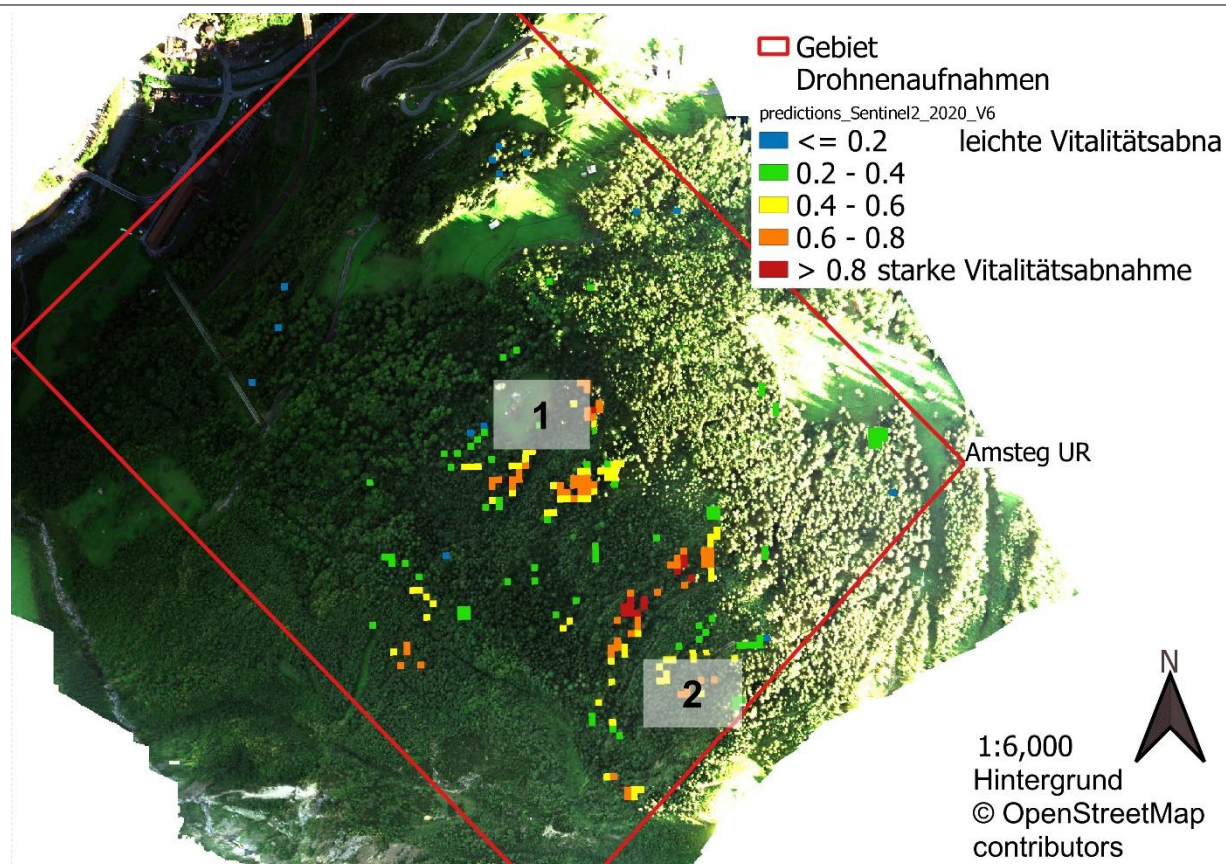 Gebiet
Drohnenaufnahmen
predictions_Sentinel2_2020_V6
<= 0.2 leichte Vitalitätsabna
0.2 - 0.4
0.4 - 0.6
0.6 - 0.8
> 0.8 starke Vitalitätsabnahme
1
Amsteg UR
2
N
1:6,000
Hintergrund
© OpenStreetMap
contributors